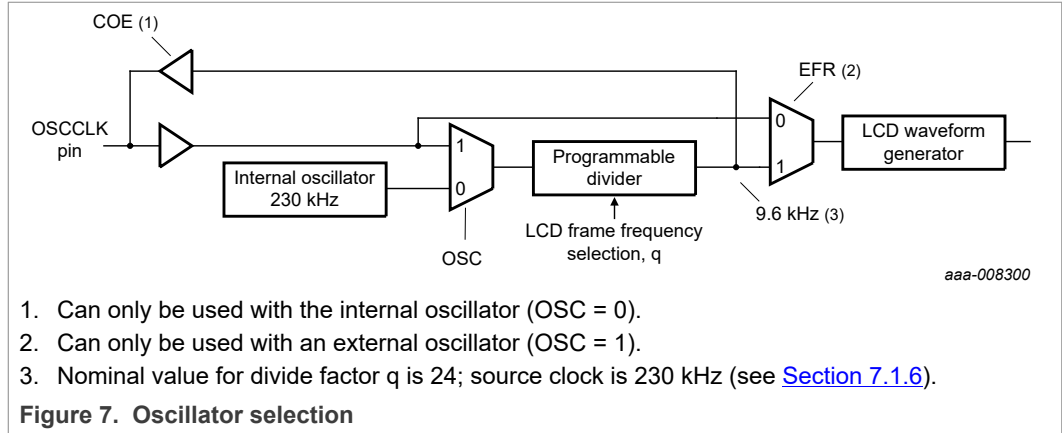 COE (1)
EFR (2)
OSCCLK
pin
0
1
LCD waveform
generator
1
0
Internal oscillator
230 kHz
Programmable
divider
9.6 kHz (3)
LCD frame frequency
selection, q
OSC
aaa-008300
1. Can only be used with the internal oscillator (OSC = 0).
2. Can only be used with an external oscillator (OSC = 1).
3. Nominal value for divide factor q is 24; source clock is 230 kHz (see Section 7.1.6).
Figure 7. Oscillator selection